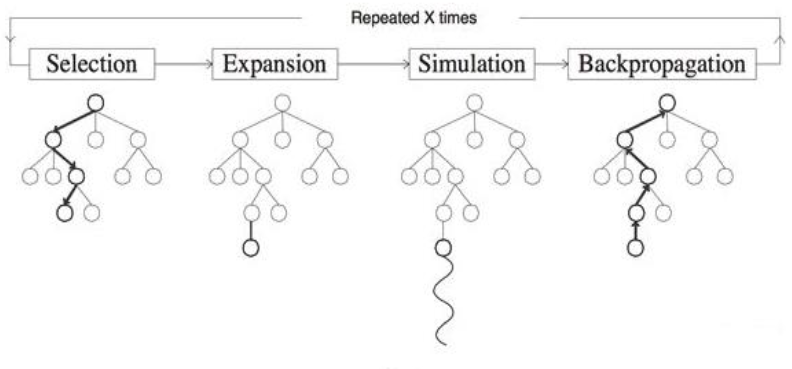 Repeated X times
Selection
Expansion
Simulation
Backpropagation